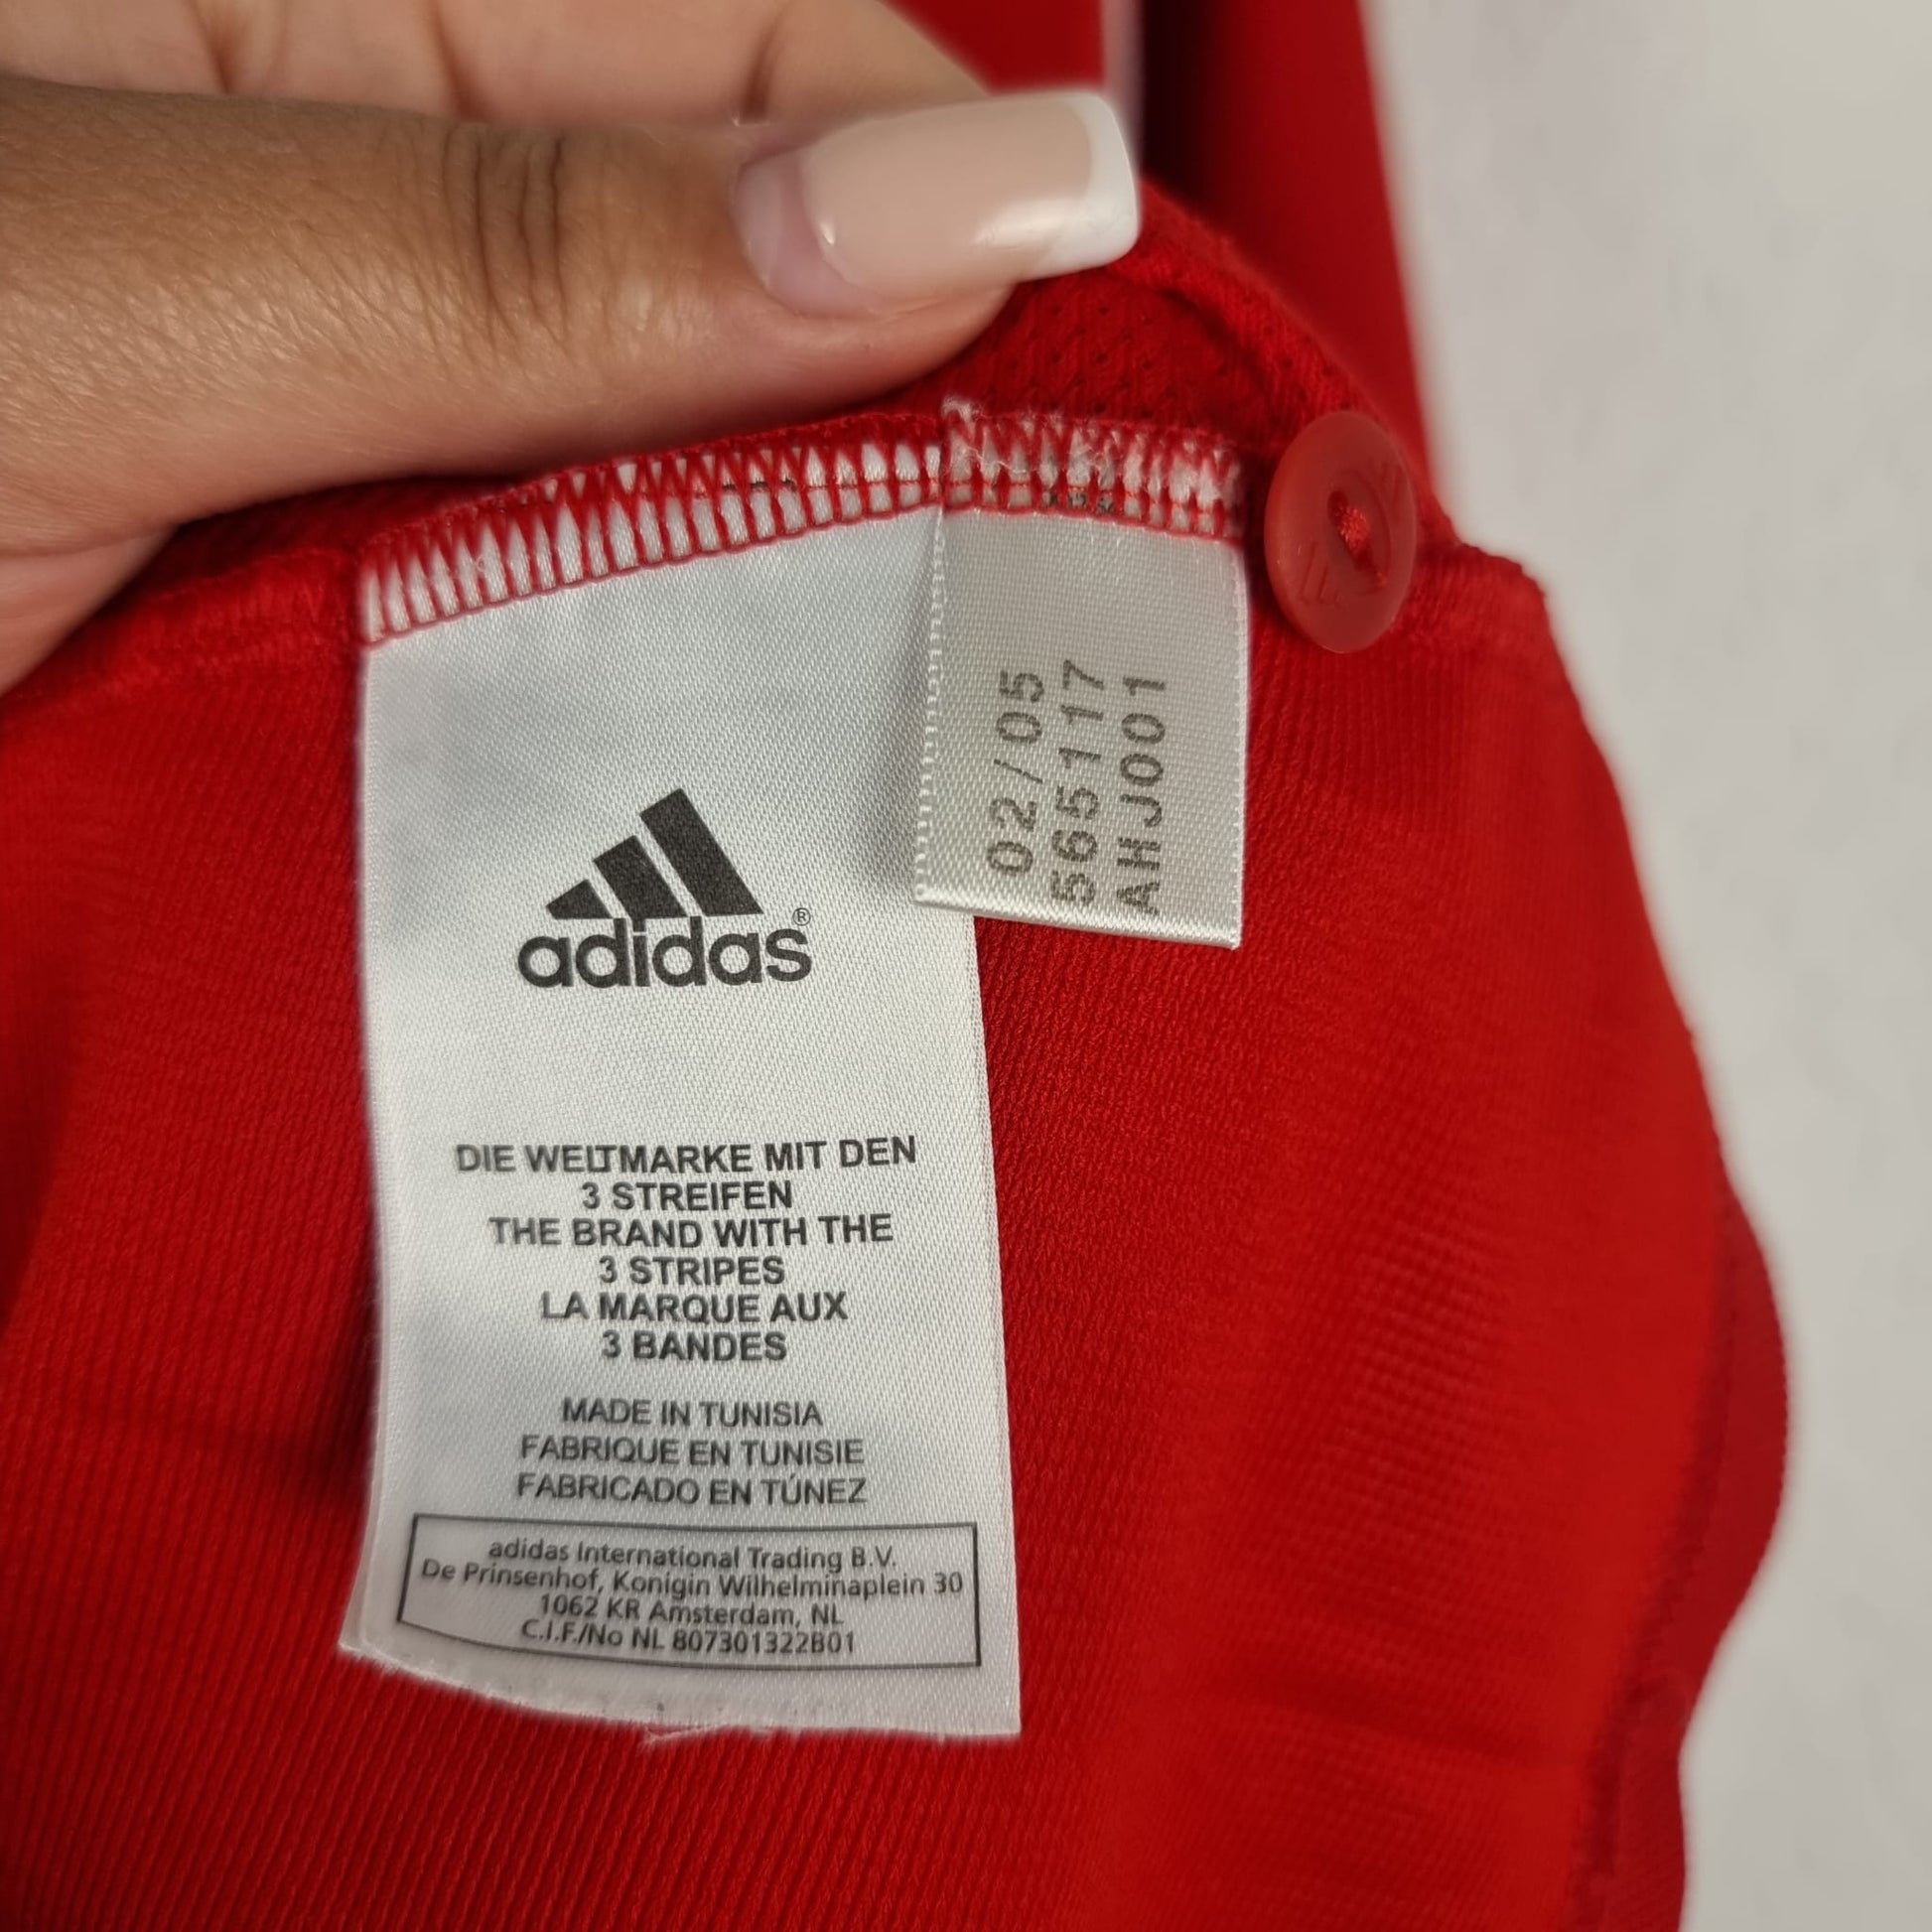 adidas®
DIE WELTMARKE MIT DEN
3 STREIFEN
THE BRAND WITH THE
3 STRIPES
LA MARQUE AUX
3 BANDES
MADE IN TUNISIA
FABRIQUE EN TUNISIE
FABRICADO EN TÚNEZ
adidas International Trading B.V.
De Prinsenhof, Konigin Wilhelminaplein 30
1062 KR Amsterdam, NL
C.I.F./No NL 807301322B01
02/05
565117
AHJ001